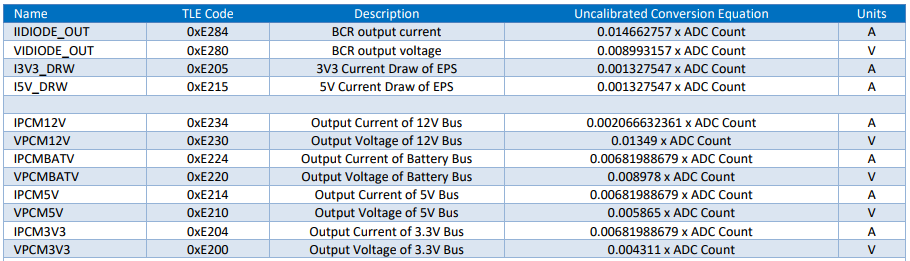 Name TLE Code Description Uncalibrated Conversion Equation Units
IIDIODE_OUT 0xE284 BCR output current 0.014662757 x ADC Count A
VIDIODE_OUT 0xE280 BCR output voltage 0.008993157 x ADC Count V
I3V3_DRW 0xE205 3V3 Current Draw of EPS 0.001327547 x ADC Count A
I5V_DRW 0xE215 5V Current Draw of EPS 0.001327547 x ADC Count A
IPCM12V 0xE234 Output Current of 12V Bus 0.002066632361 x ADC Count A
VPCM12V 0xE230 Output Voltage of 12V Bus 0.01349 x ADC Count V
IPCMBATV 0xE224 Output Current of Battery Bus 0.00681988679 x ADC Count A
VPCMBATV 0xE220 Output Voltage of Battery Bus 0.008978 x ADC Count V
IPCM5V 0xE214 Output Current of 5V Bus 0.00681988679 x ADC Count A
VPCM5V 0xE210 Output Voltage of 5V Bus 0.005865 x ADC Count V
IPCM3V3 0xE204 Output Current of 3.3V Bus 0.00681988679 x ADC Count A
VPCM3V3 0xE200 Output Voltage of 3.3V Bus 0.004311 x ADC Count V